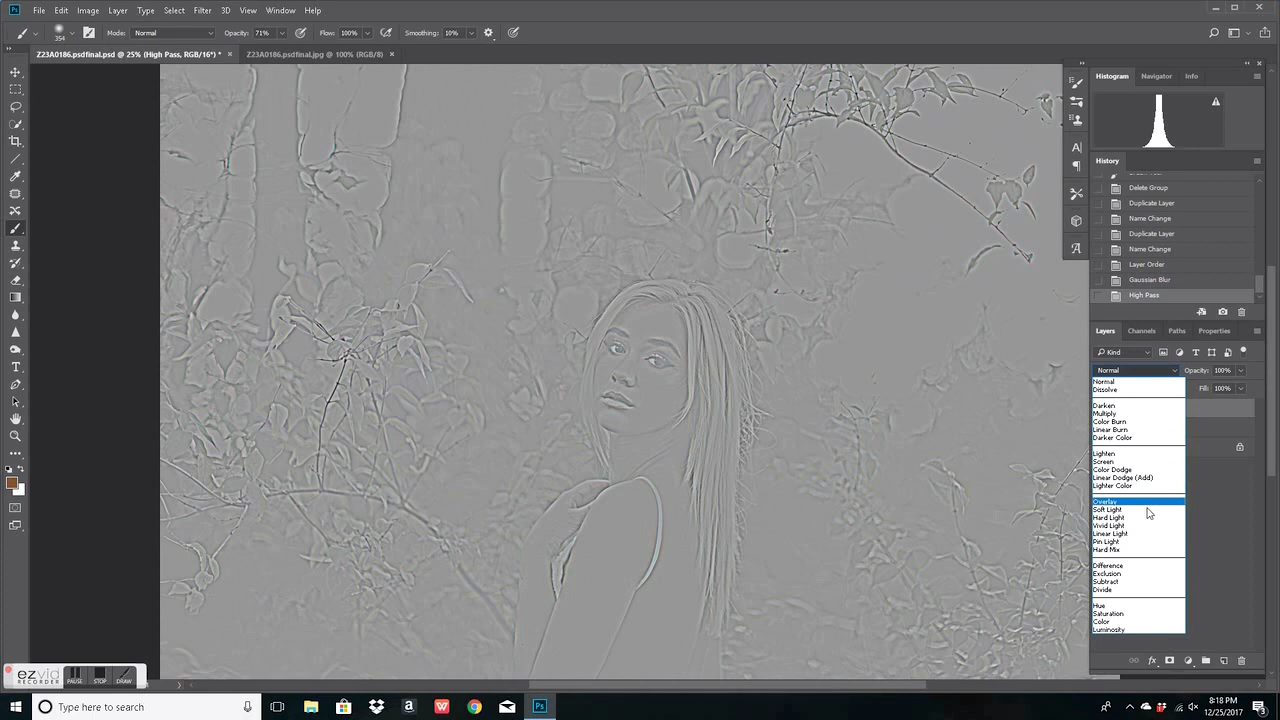 File Edit Image Layer Type Select Filter 3D View Window Help
354 Mode: Normal Opacity: 71% Flow: 100% Smoothing: 10%
Z23A0186.psdfinal.psd @ 25% (High Pass, RGB/16*) * × Z23A0186.psdfinal.jpg @ 100% (RGB/8) ×
Histogram Navigator Info
History
Delete Group
Duplicate Layer
Name Change
Duplicate Layer
Name Change
Layer Order
Gaussian Blur
High Pass
Layers Channels Paths Properties
Kind
Normal Opacity: 100%
Fill: 100%
Normal
Dissolve
Darken
Multiply
Color Burn
Linear Burn
Darker Color
Lighten
Screen
Color Dodge
Linear Dodge (Add)
Lighter Color
Overlay
Soft Light
Hard Light
Vivid Light
Linear Light
Pin Light
Hard Mix
Difference
Exclusion
Subtract
Divide
Hue
Saturation
Color
Luminosity
ezvid
RECORDER
PAUSE STOP DRAW
Type here to search
8:18 PM
12/25/2017